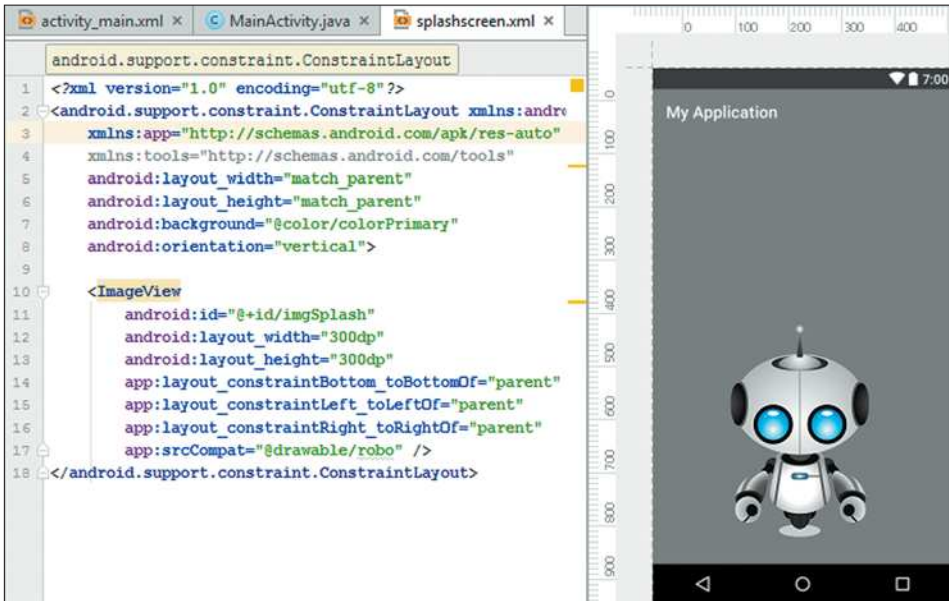 activity_main.xml × MainActivity.java × splashscreen.xml ×
android.support.constraint.ConstraintLayout
1 <?xml version="1.0" encoding="utf-8"?>
2 <android.support.constraint.ConstraintLayout xmlns:andro
3 xmlns:app="http://schemas.android.com/apk/res-auto"
4 xmlns:tools="http://schemas.android.com/tools"
5 android:layout_width="match_parent"
6 android:layout_height="match_parent"
7 android:background="@color/colorPrimary"
8 android:orientation="vertical">
9
10 <ImageView
11 android:id="@+id/imgSplash"
12 android:layout_width="300dp"
13 android:layout_height="300dp"
14 app:layout_constraintBottom_toBottomOf="parent"
15 app:layout_constraintLeft_toLeftOf="parent"
16 app:layout_constraintRight_toRightOf="parent"
17 app:srcCompat="@drawable/robo" />
18 </android.support.constraint.ConstraintLayout>
0 100 200 300 400
0
100
200
300
400
500
600
700
800
900
7:00
My Application